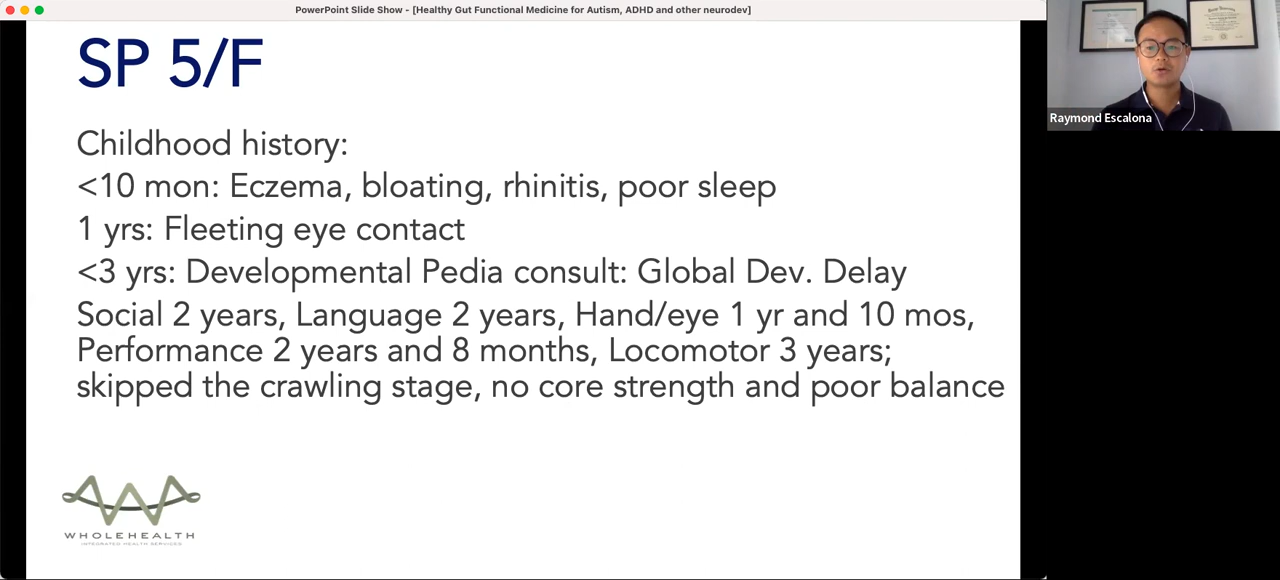 PowerPoint Slide Show - [Healthy Gut Functional Medicine for Autism, ADHD and other neurodev]
SP 5/F
Childhood history:
<10 mon: Eczema, bloating, rhinitis, poor sleep
1 yrs: Fleeting eye contact
<3 yrs: Developmental Pedia consult: Global Dev. Delay
Social 2 years, Language 2 years, Hand/eye 1 yr and 10 mos,
Performance 2 years and 8 months, Locomotor 3 years;
skipped the crawling stage, no core strength and poor balance
WHOLEHEALTH
INTEGRATED HEALTH SERVICES
Raymond Escalona